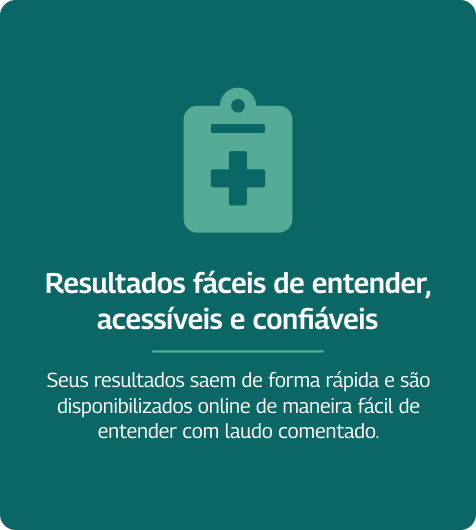 Resultados fáceis de entender,
acessíveis e confiáveis
Seus resultados saem de forma rápida e são
disponibilizados online de maneira fácil de
entender com laudo comentado.